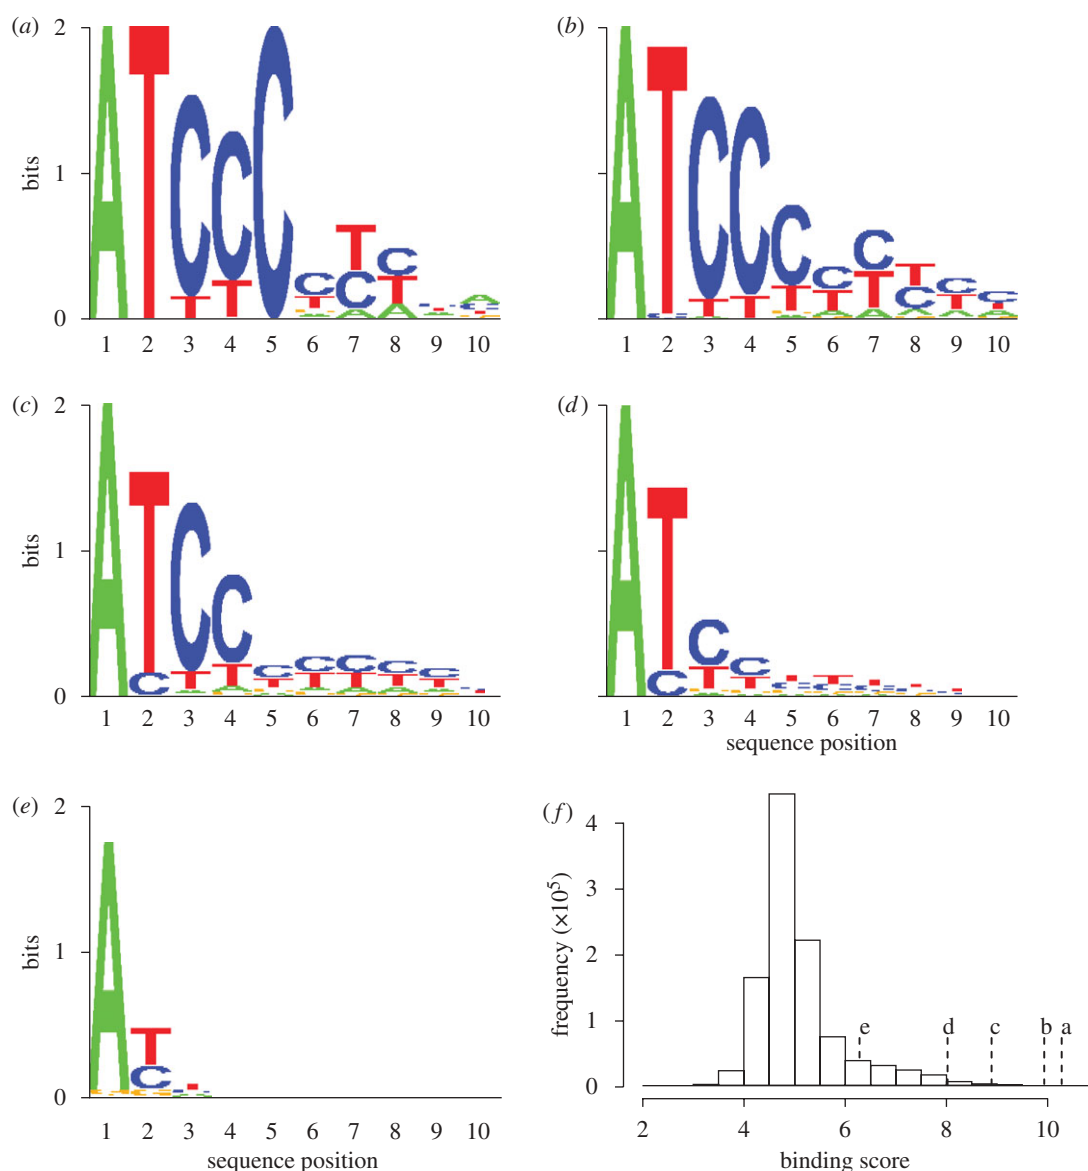 (a)
2
1
0
bits
A T C C C C T C A
T T T C T C
A A
1 2 3 4 5 6 7 8 9 10
(b)
A T C C C C C T C C
C T T T T T C T T
A A A A
1 2 3 4 5 6 7 8 9 10
(c)
2
1
0
bits
A T C C C C C C C
C T T T T T T T
A A A A
1 2 3 4 5 6 7 8 9 10
(d)
A T C C T T
C T T
1 2 3 4 5 6 7 8 9 10
sequence position
(e)
2
1
0
bits
A T
C
1 2 3 4 5 6 7 8 9 10
sequence position
(f)
4
3
2
1
0
frequency (×10⁵)
e d c b a
2 4 6 8 10
binding score